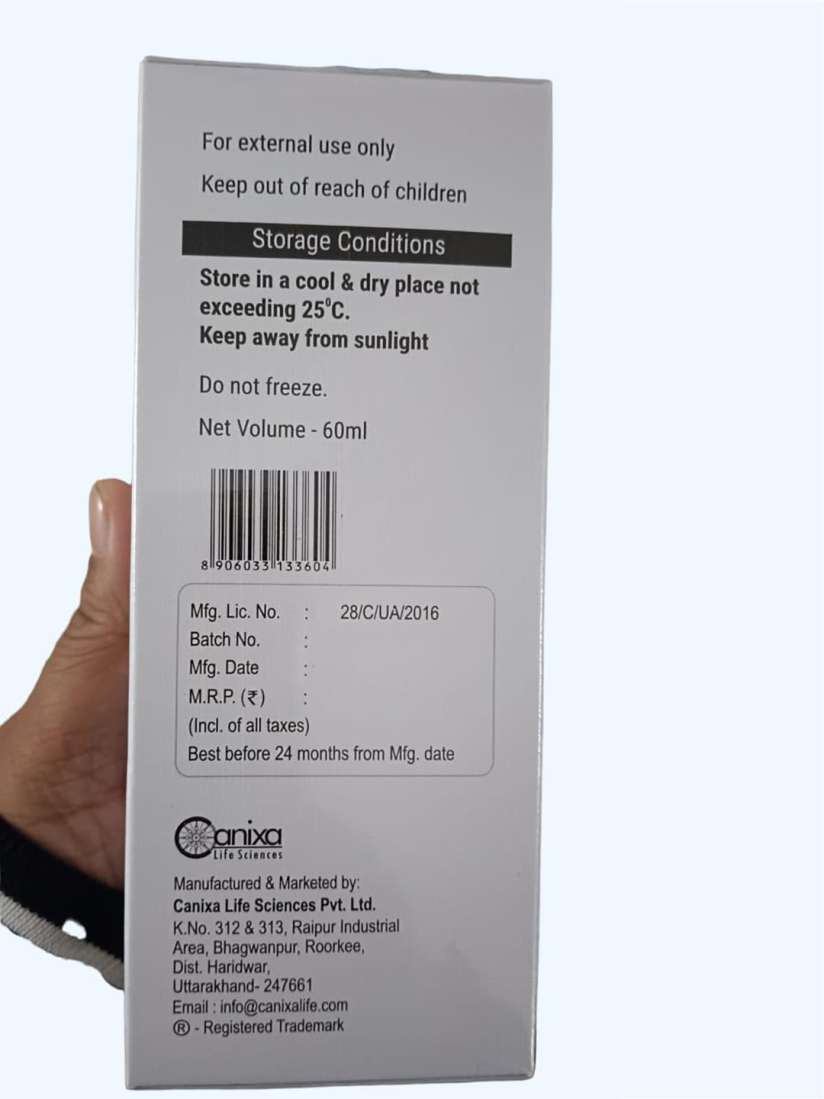 For external use only
Keep out of reach of children
Storage Conditions
Store in a cool & dry place not
exceeding 25⁰C.
Keep away from sunlight
Do not freeze.
Net Volume - 60ml
8 906033 133604
Mfg. Lic. No. : 28/C/UA/2016
Batch No. :
Mfg. Date :
M.R.P. (₹) :
(Incl. of all taxes)
Best before 24 months from Mfg. date
Canixa
Life Sciences
Manufactured & Marketed by:
Canixa Life Sciences Pvt. Ltd.
K.No. 312 & 313, Raipur Industrial
Area, Bhagwanpur, Roorkee,
Dist. Haridwar,
Uttarakhand- 247661
Email : info@canixalife.com
® - Registered Trademark